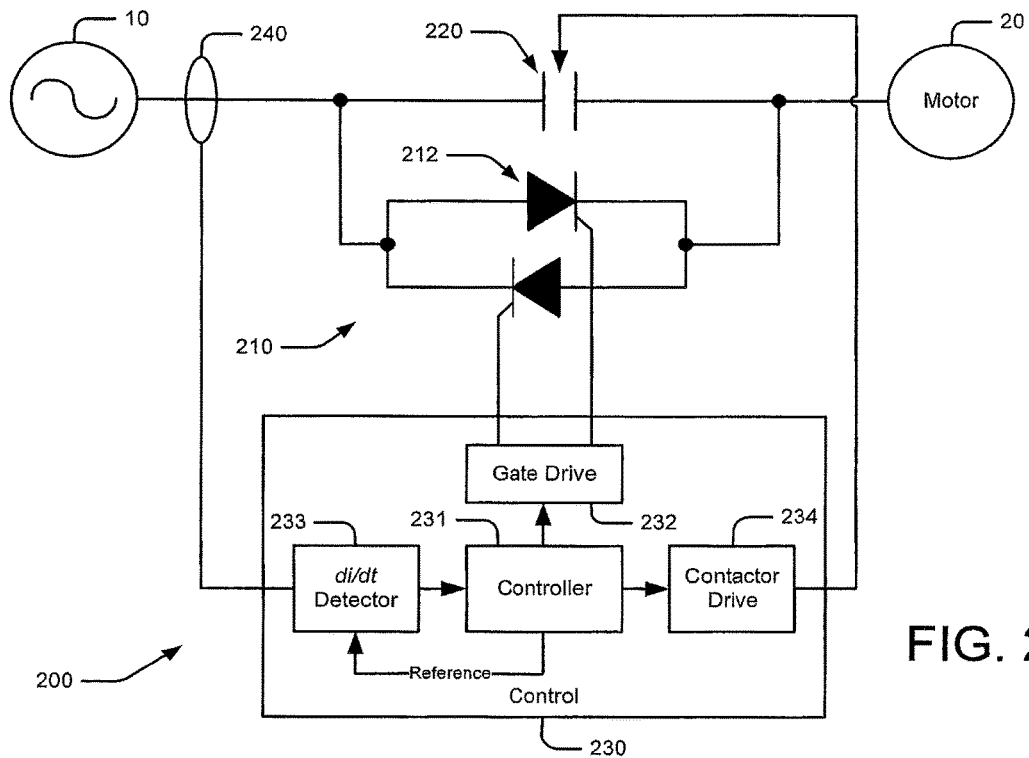 10
240
220
20
Motor
212
210
Gate Drive
233
231
232
234
di/dt
Detector
Controller
Contactor
Drive
Reference
200
Control
230
FIG. 2